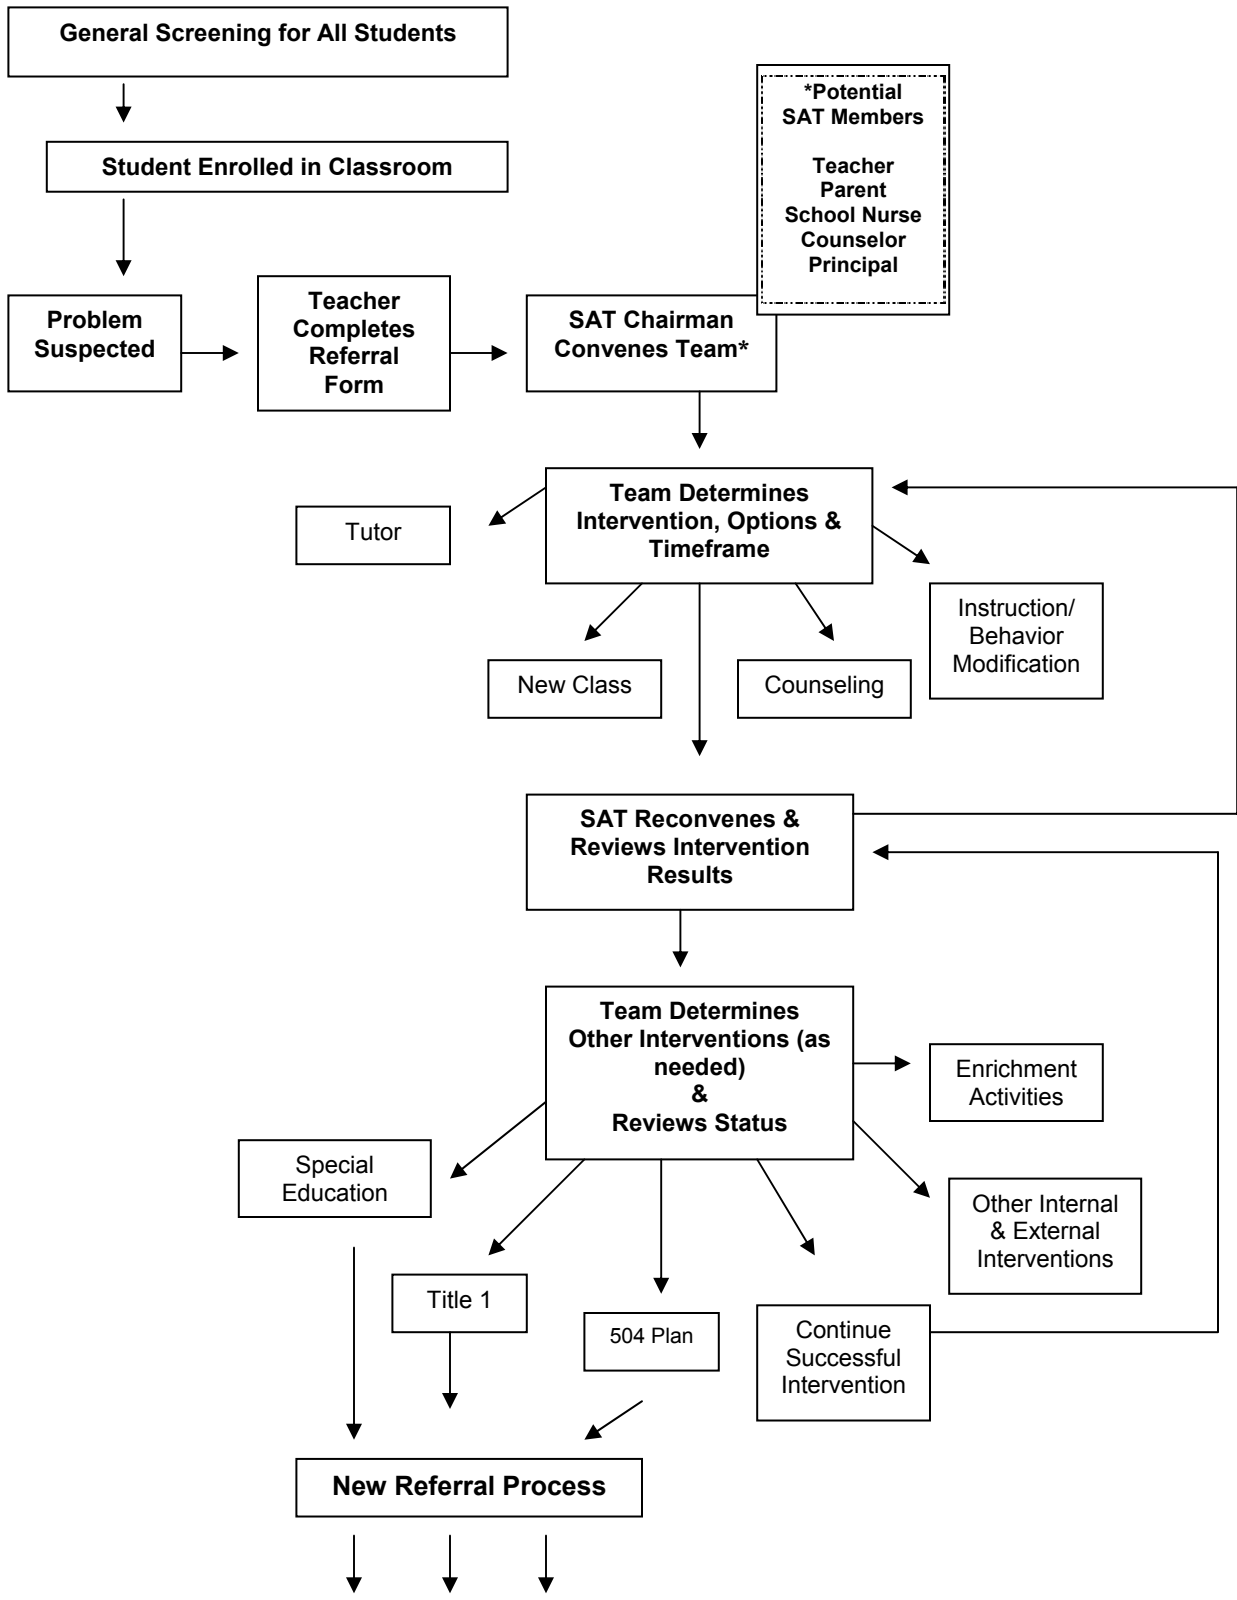 General Screening for All Students
*Potential
SAT Members
Teacher
Parent
School Nurse
Counselor
Principal
Student Enrolled in Classroom
Problem
Suspected
Teacher
Completes
Referral
Form
SAT Chairman
Convenes Team*
Team Determines
Intervention, Options &
Timeframe
Tutor
New Class
Counseling
Instruction/
Behavior
Modification
SAT Reconvenes &
Reviews Intervention
Results
Team Determines
Other Interventions (as
needed)
&
Reviews Status
Enrichment
Activities
Special
Education
Other Internal
& External
Interventions
Title 1
504 Plan
Continue
Successful
Intervention
New Referral Process